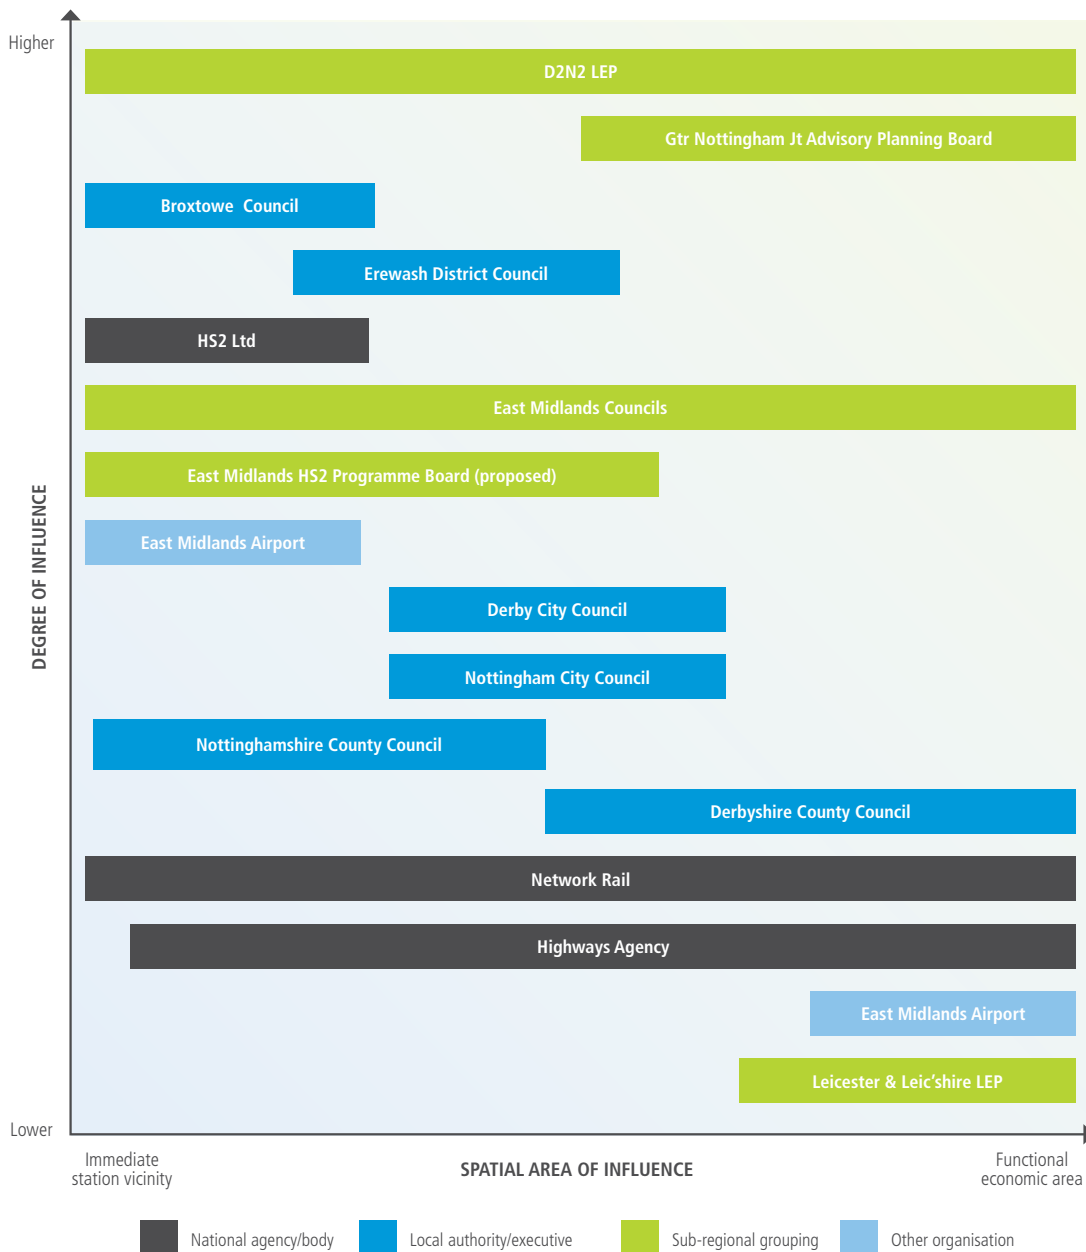 Higher
D2N2 LEP
Gtr Nottingham Jt Advisory Planning Board
Broxtowe Council
Erewash District Council
HS2 Ltd
East Midlands Councils
East Midlands HS2 Programme Board (proposed)
East Midlands Airport
Derby City Council
Nottingham City Council
Nottinghamshire County Council
Derbyshire County Council
Network Rail
Highways Agency
East Midlands Airport
Leicester & Leic'shire LEP
DEGREE OF INFLUENCE
Lower
Immediate
station vicinity
SPATIAL AREA OF INFLUENCE
Functional
economic area
National agency/body
Local authority/executive
Sub-regional grouping
Other organisation